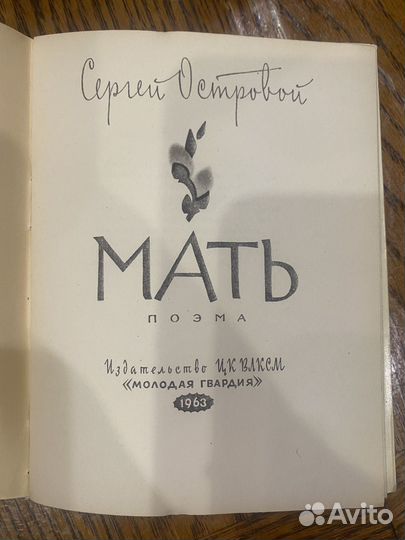 Сергей Островой
МАТЬ
ПОЭМА
Издательство ЦК ВЛКСМ
«МОЛОДАЯ ГВАРДИЯ»
1963
Avito